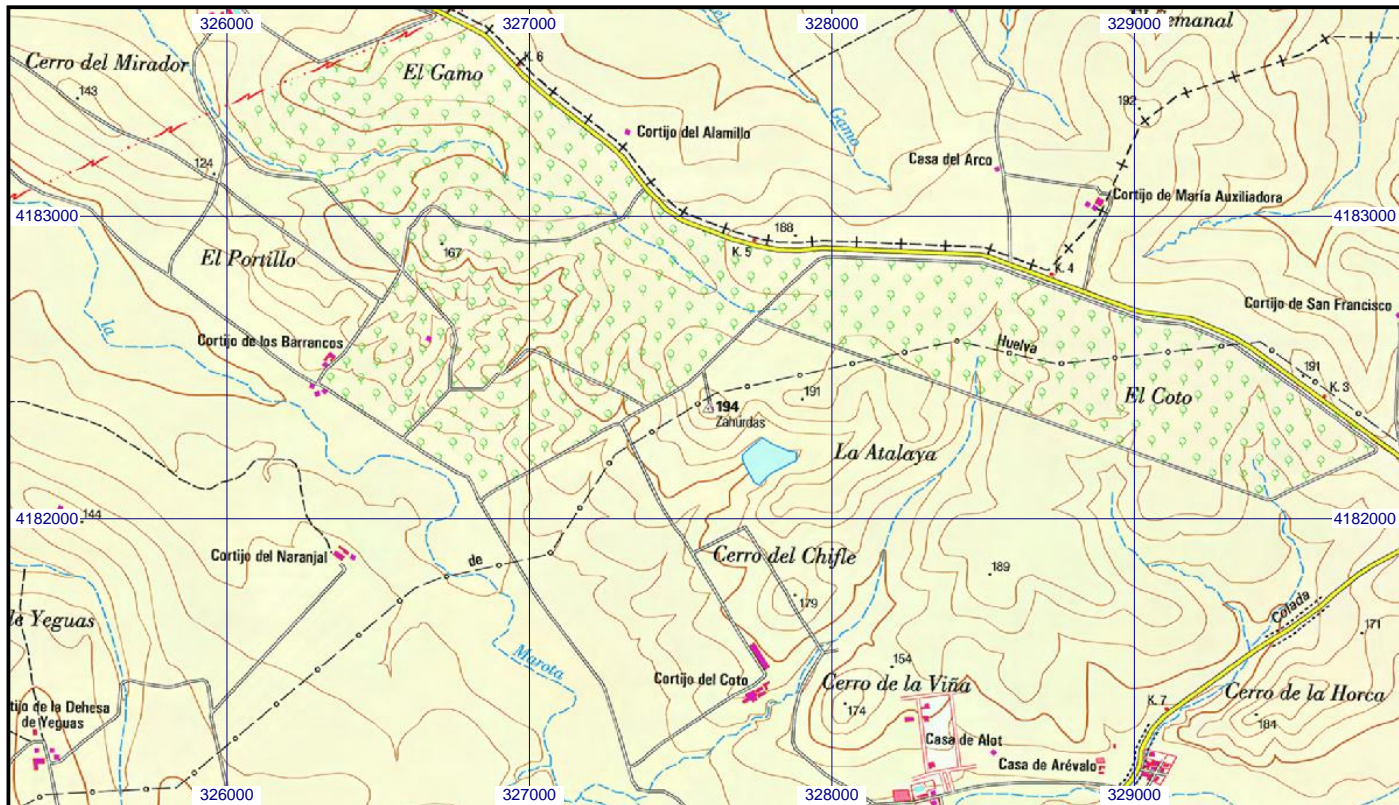 326000
327000
328000
329000
emanal
Cerro del Mirador
143
El Gamo
K. 6
del
192
Gamo
Cortijo del Alamillo
124
Casa del Arco
Cortijo de María Auxiliadora
4183000
4183000
188
K. 5
167
El Portillo
K. 4
Cortijo de San Francisco
la
Cortijo de los Barrancos
Huelva
191
K. 3
191
El Coto
194
Zahurdas
La Atalaya
4182000
144
4182000
Cortijo del Naranjal
de
Cerro del Chifle
189
179
Colada
171
le Yeguas
Marota
154
Cortijo del Coto
Cerro de la Viña
174
K. 7
Cerro de la Horca
184
tijo de la Dehesa
de Yeguas
Casa de Alot
Casa de Arévalo
326000
327000
328000
329000